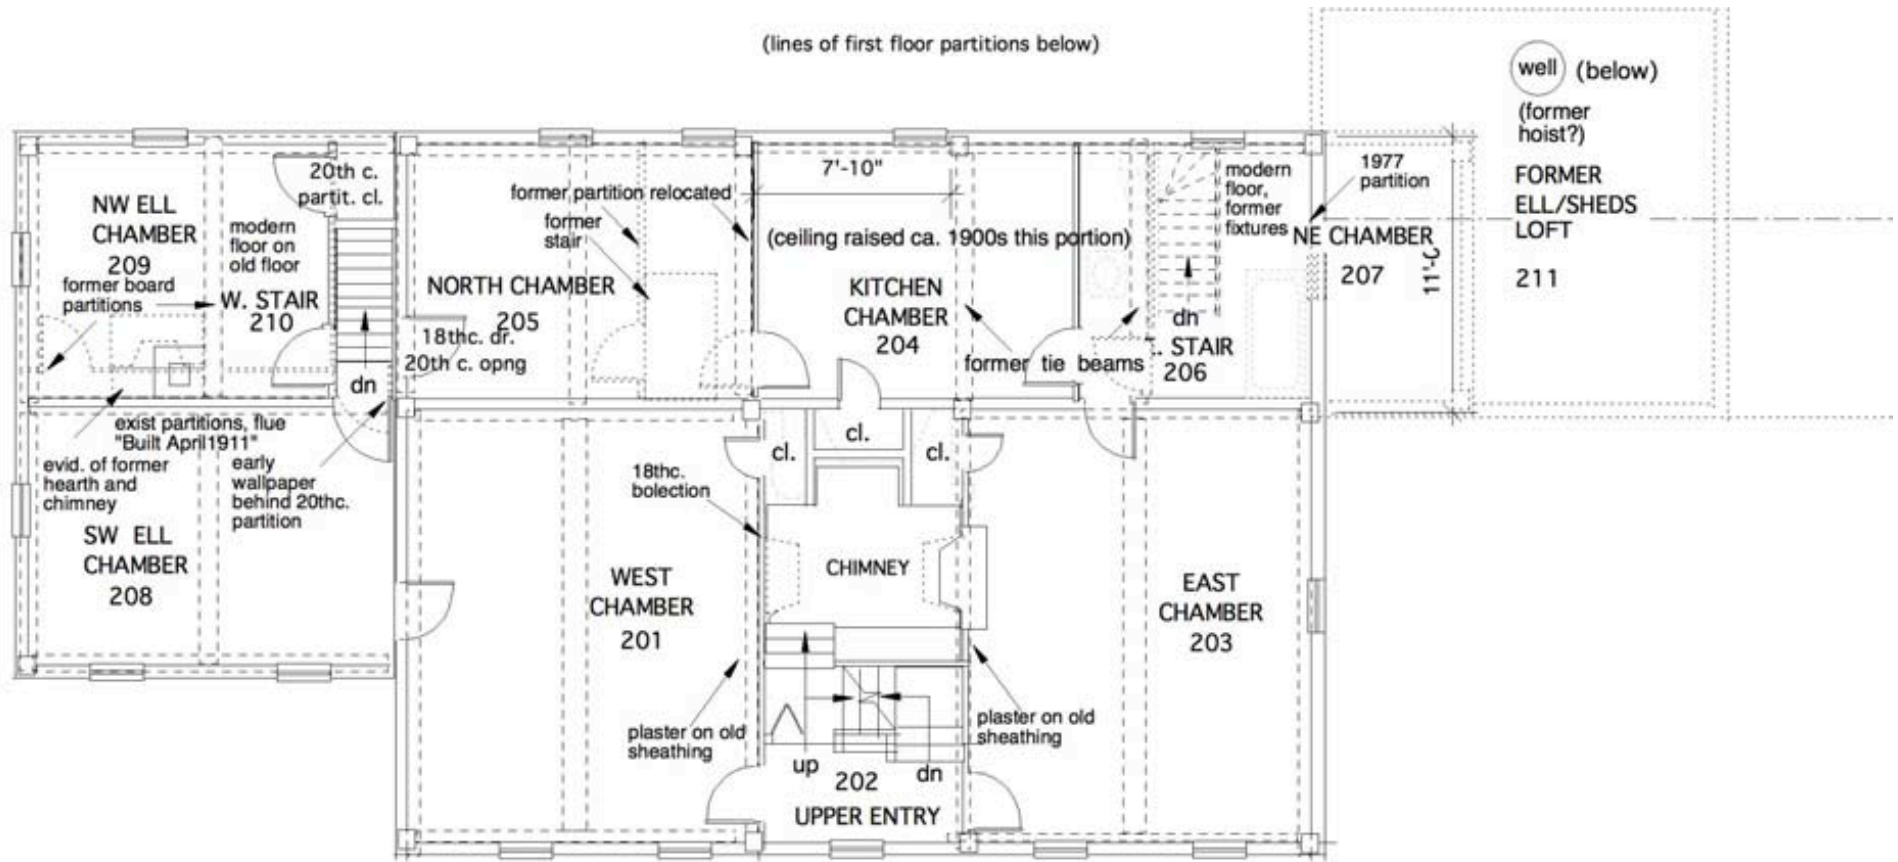 (lines of first floor partitions below)
well (below)
(former
hoist?)
FORMER
ELL/SHEDS
LOFT
211
1977
partition
NE CHAMBER
207
modern
floor,
former
fixtures
7'-10"
former partition relocated
former
stair
(ceiling raised ca. 1900s this portion)
20th c.
partit. cl.
NW ELL
CHAMBER
209
modern
floor on
old floor
former board
partitions
W. STAIR
210
NORTH CHAMBER
205
18thc. dr.
20th c. opng
KITCHEN
CHAMBER
204
former tie beams
dh
STAIR
206
dn
exist partitions, flue
"Built April1911"
evid. of former
hearth and
chimney
early
wallpaper
behind 20thc.
partition
SW ELL
CHAMBER
208
cl.
cl.
cl.
18thc.
bolection
CHIMNEY
WEST
CHAMBER
201
EAST
CHAMBER
203
plaster on old
sheathing
plaster on old
sheathing
up
202
dn
UPPER ENTRY